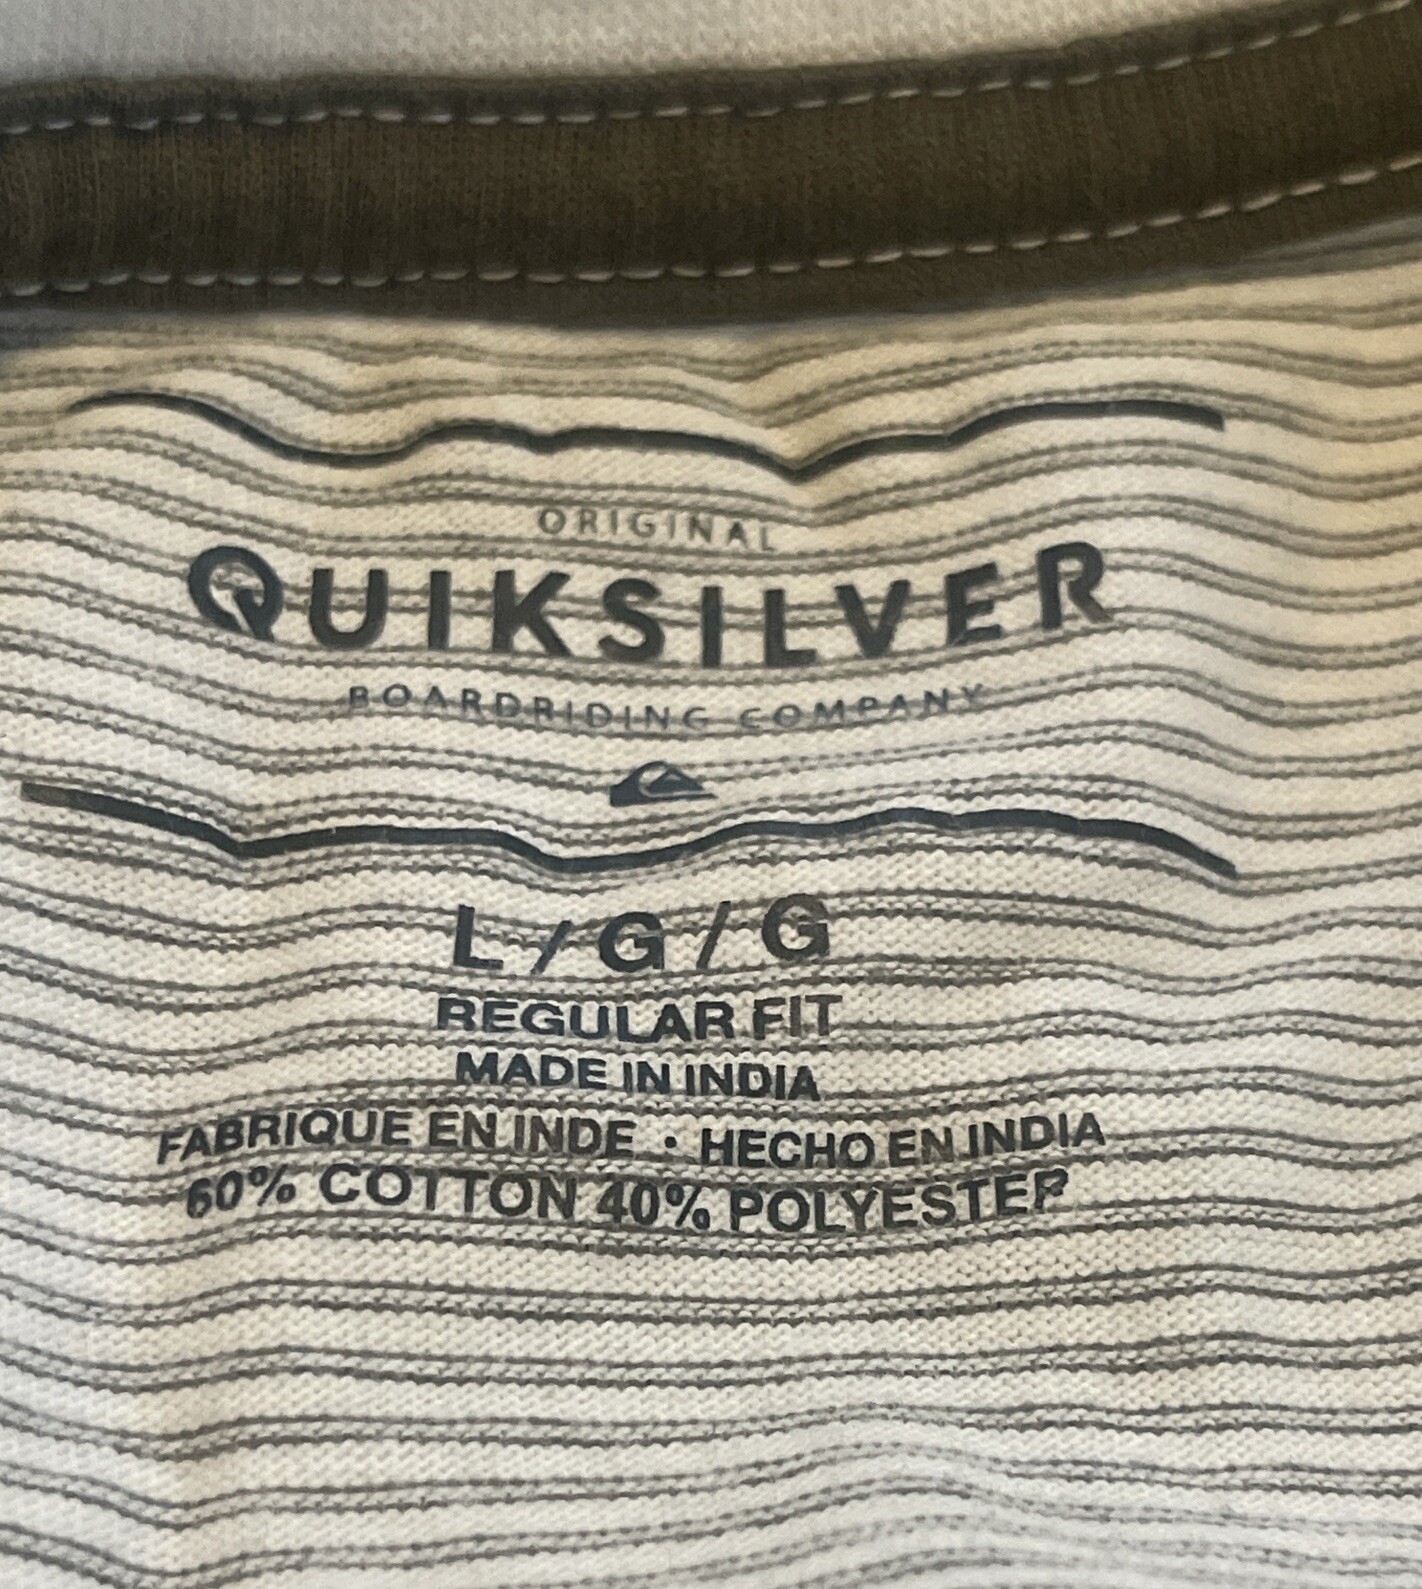 ORIGINAL
QUIKSILVER
BOARDRIDING COMPANY
L / G / G
REGULAR FIT
MADE IN INDIA
FABRIQUE EN INDE • HECHO EN INDIA
60% COTTON 40% POLYESTER